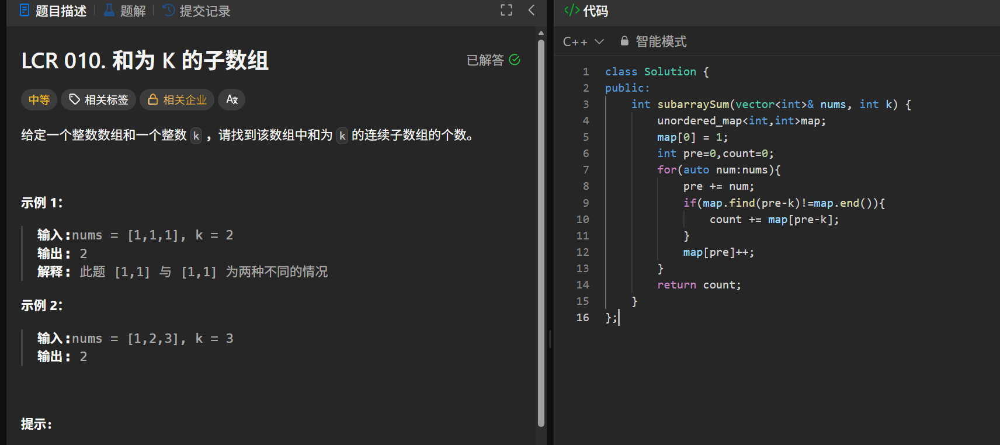 题目描述 题解 提交记录
LCR 010. 和为 K 的子数组
已解答
中等 相关标签 相关企业
给定一个整数数组和一个整数 k ，请找到该数组中和为 k 的连续子数组的个数。
示例 1：
输入:nums = [1,1,1], k = 2
输出: 2
解释: 此题 [1,1] 与 [1,1] 为两种不同的情况
示例 2：
输入:nums = [1,2,3], k = 3
输出: 2
提示:
</> 代码
C++ 智能模式
1 class Solution {
2 public:
3 int subarraySum(vector<int>& nums, int k) {
4 unordered_map<int,int>map;
5 map[0] = 1;
6 int pre=0,count=0;
7 for(auto num:nums){
8 pre += num;
9 if(map.find(pre-k)!=map.end()){
10 count += map[pre-k];
11 }
12 map[pre]++;
13 }
14 return count;
15 }
16 };